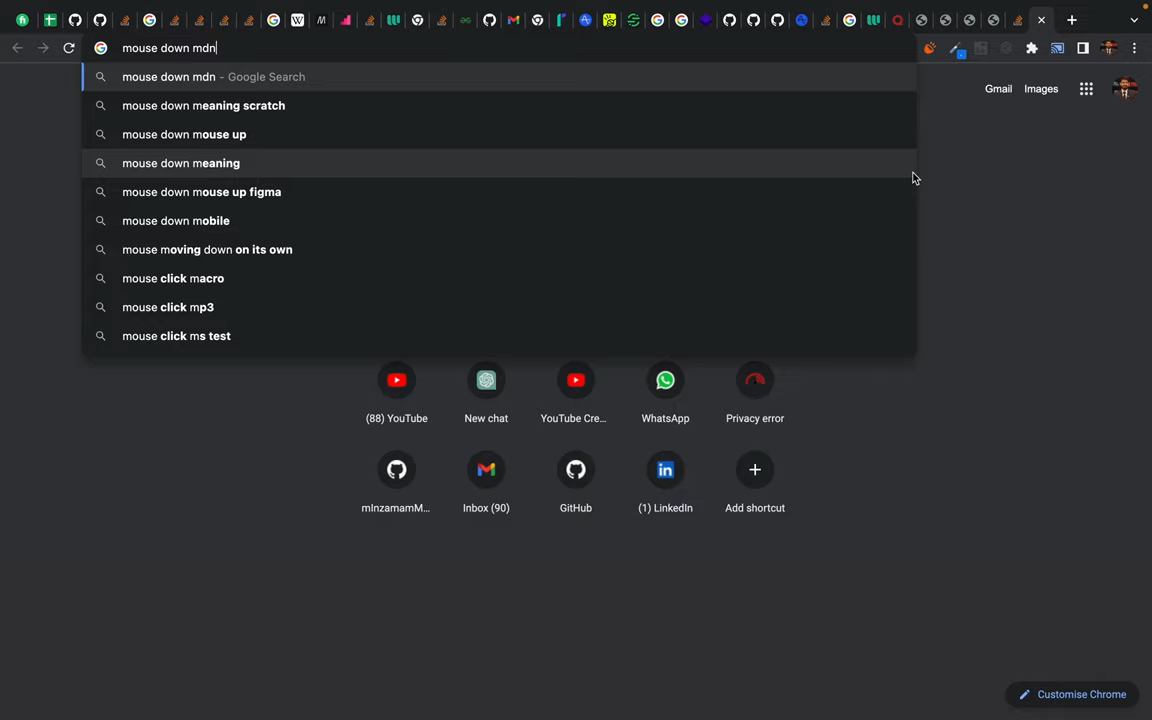 mouse down mdn
mouse down mdn - Google Search
mouse down meaning scratch
mouse down mouse up
mouse down meaning
mouse down mouse up figma
mouse down mobile
mouse moving down on its own
mouse click macro
mouse click mp3
mouse click ms test
Gmail Images
(88) YouTube New chat YouTube Cre... WhatsApp Privacy error
mInzamamM... Inbox (90) GitHub (1) LinkedIn Add shortcut
Customise Chrome